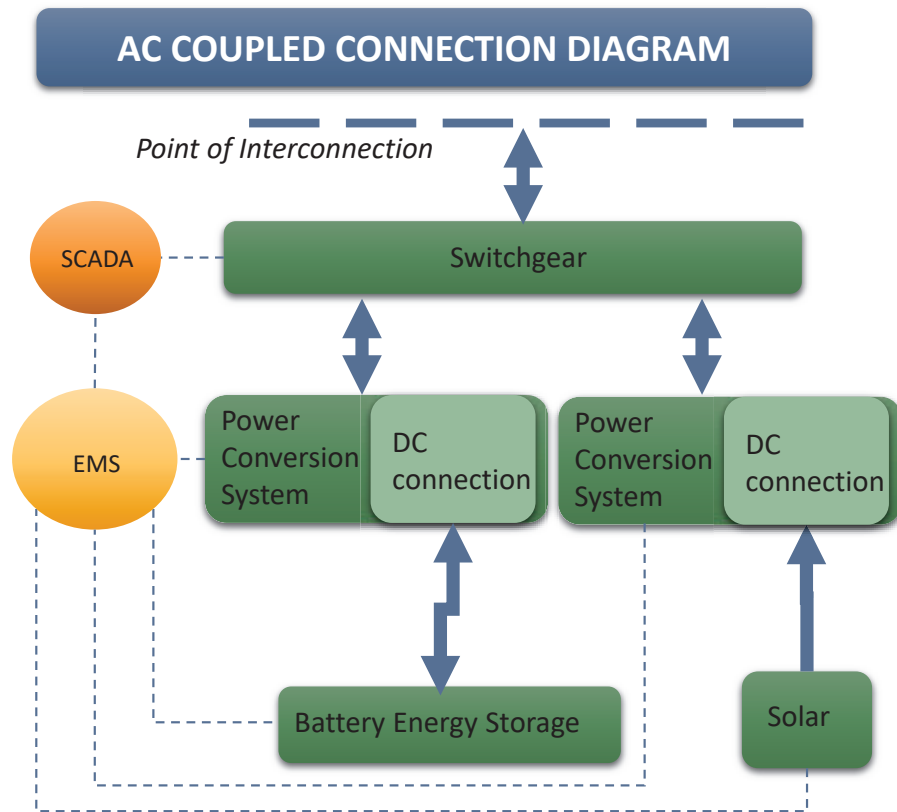 AC COUPLED CONNECTION DIAGRAM
Point of Interconnection
SCADA
Switchgear
EMS
Power
Conversion
System
DC
connection
Power
Conversion
System
DC
connection
Battery Energy Storage
Solar